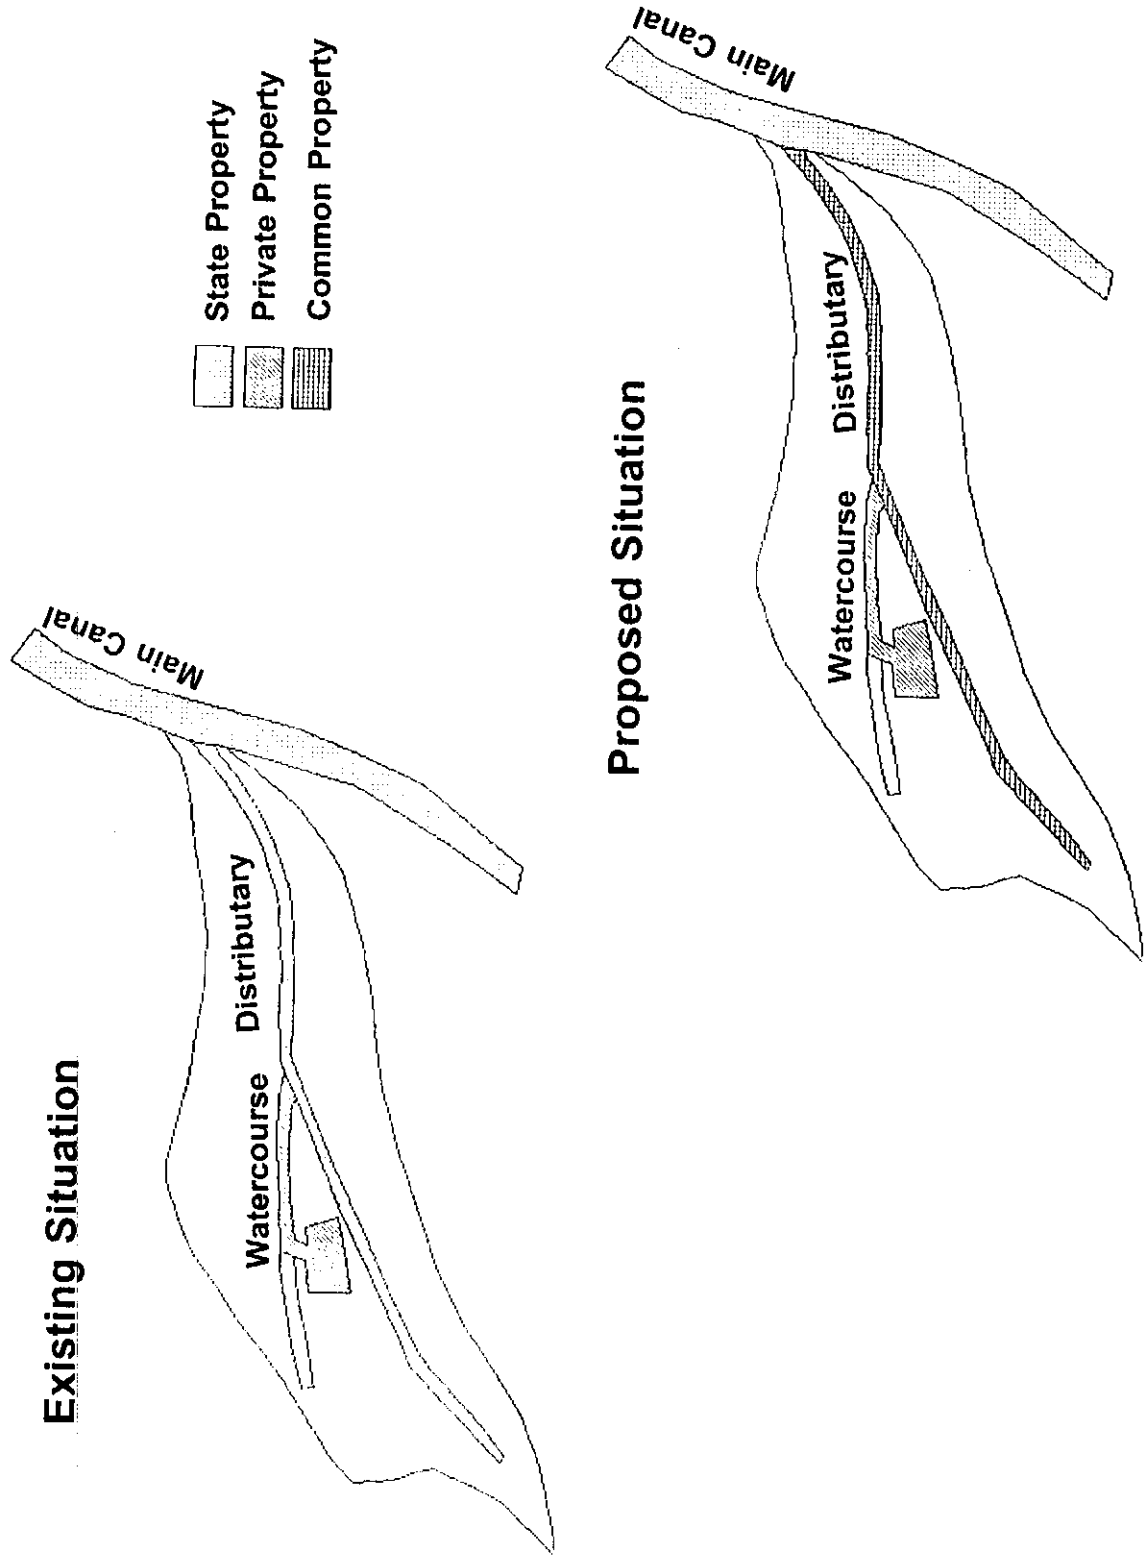 Existing Situation
Main Canal
Distributary
Watercourse
State Property
Private Property
Common Property
Proposed Situation
Main Canal
Distributary
Watercourse